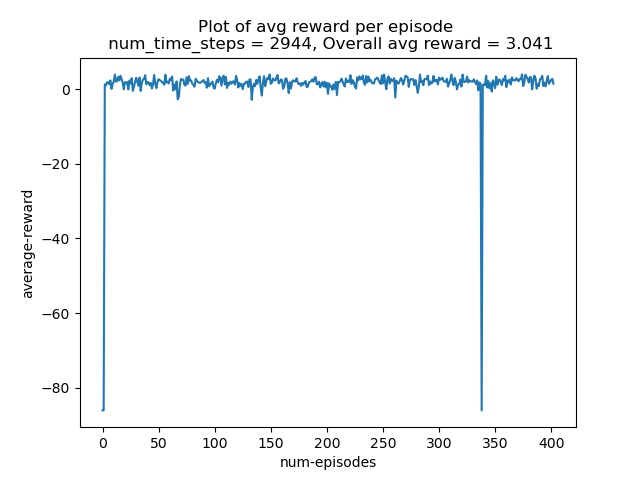 Plot of avg reward per episode
num_time_steps = 2944, Overall avg reward = 3.041
0
−20
−40
−60
−80
average-reward
0 50 100 150 200 250 300 350 400
num-episodes